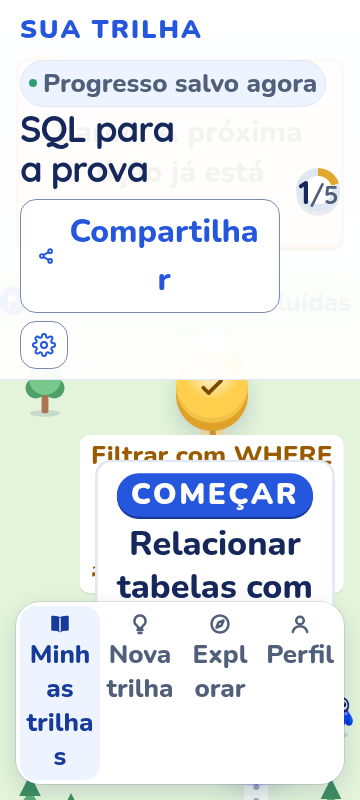 SUA TRILHA
Progresso salvo agora
SQL para
a prova
1/5
Compartilha
r
luídas
Filtrar com WHERE
COMEÇAR
Relacionar
tabelas com
Minh
as
trilha
s
Nova
trilha
Expl
orar
Perfil